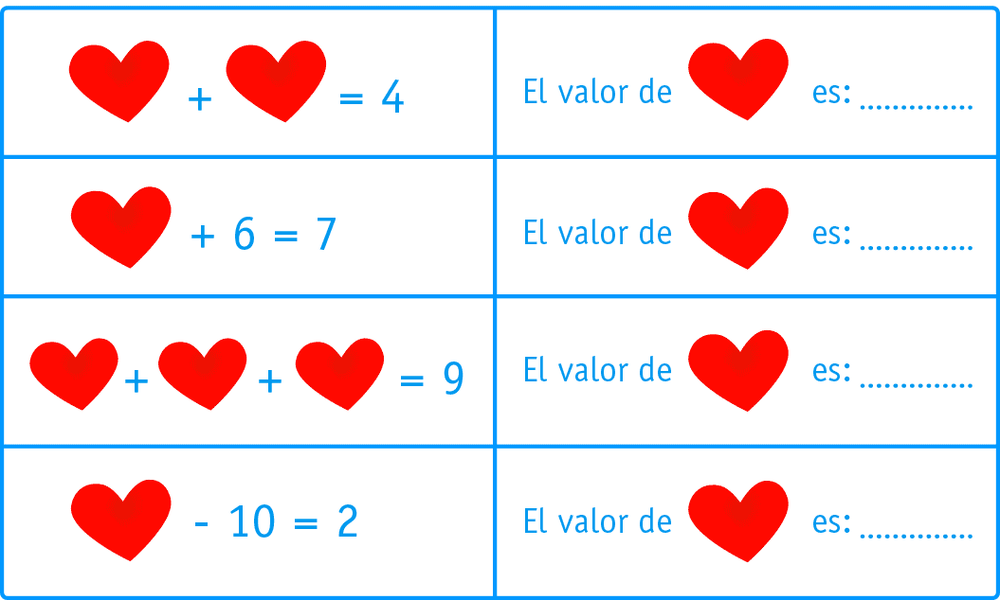 + = 4
El valor de es: ..............
+ 6 = 7
El valor de es: ..............
+ + = 9
El valor de es: ..............
- 10 = 2
El valor de es: ..............